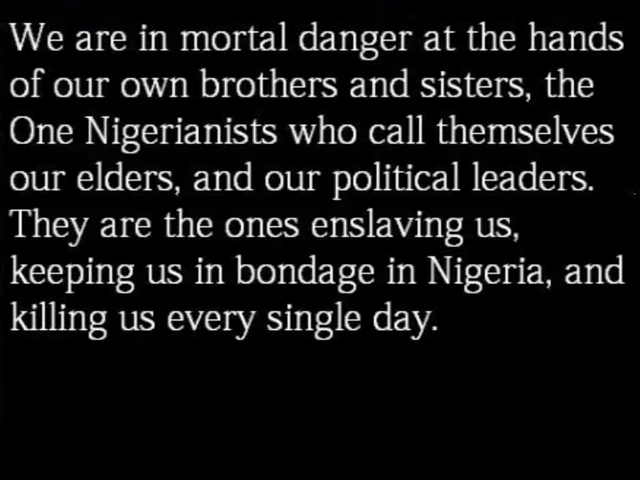 We are in mortal danger at the hands
of our own brothers and sisters, the
One Nigerianists who call themselves
our elders, and our political leaders.
They are the ones enslaving us,
keeping us in bondage in Nigeria, and
killing us every single day.